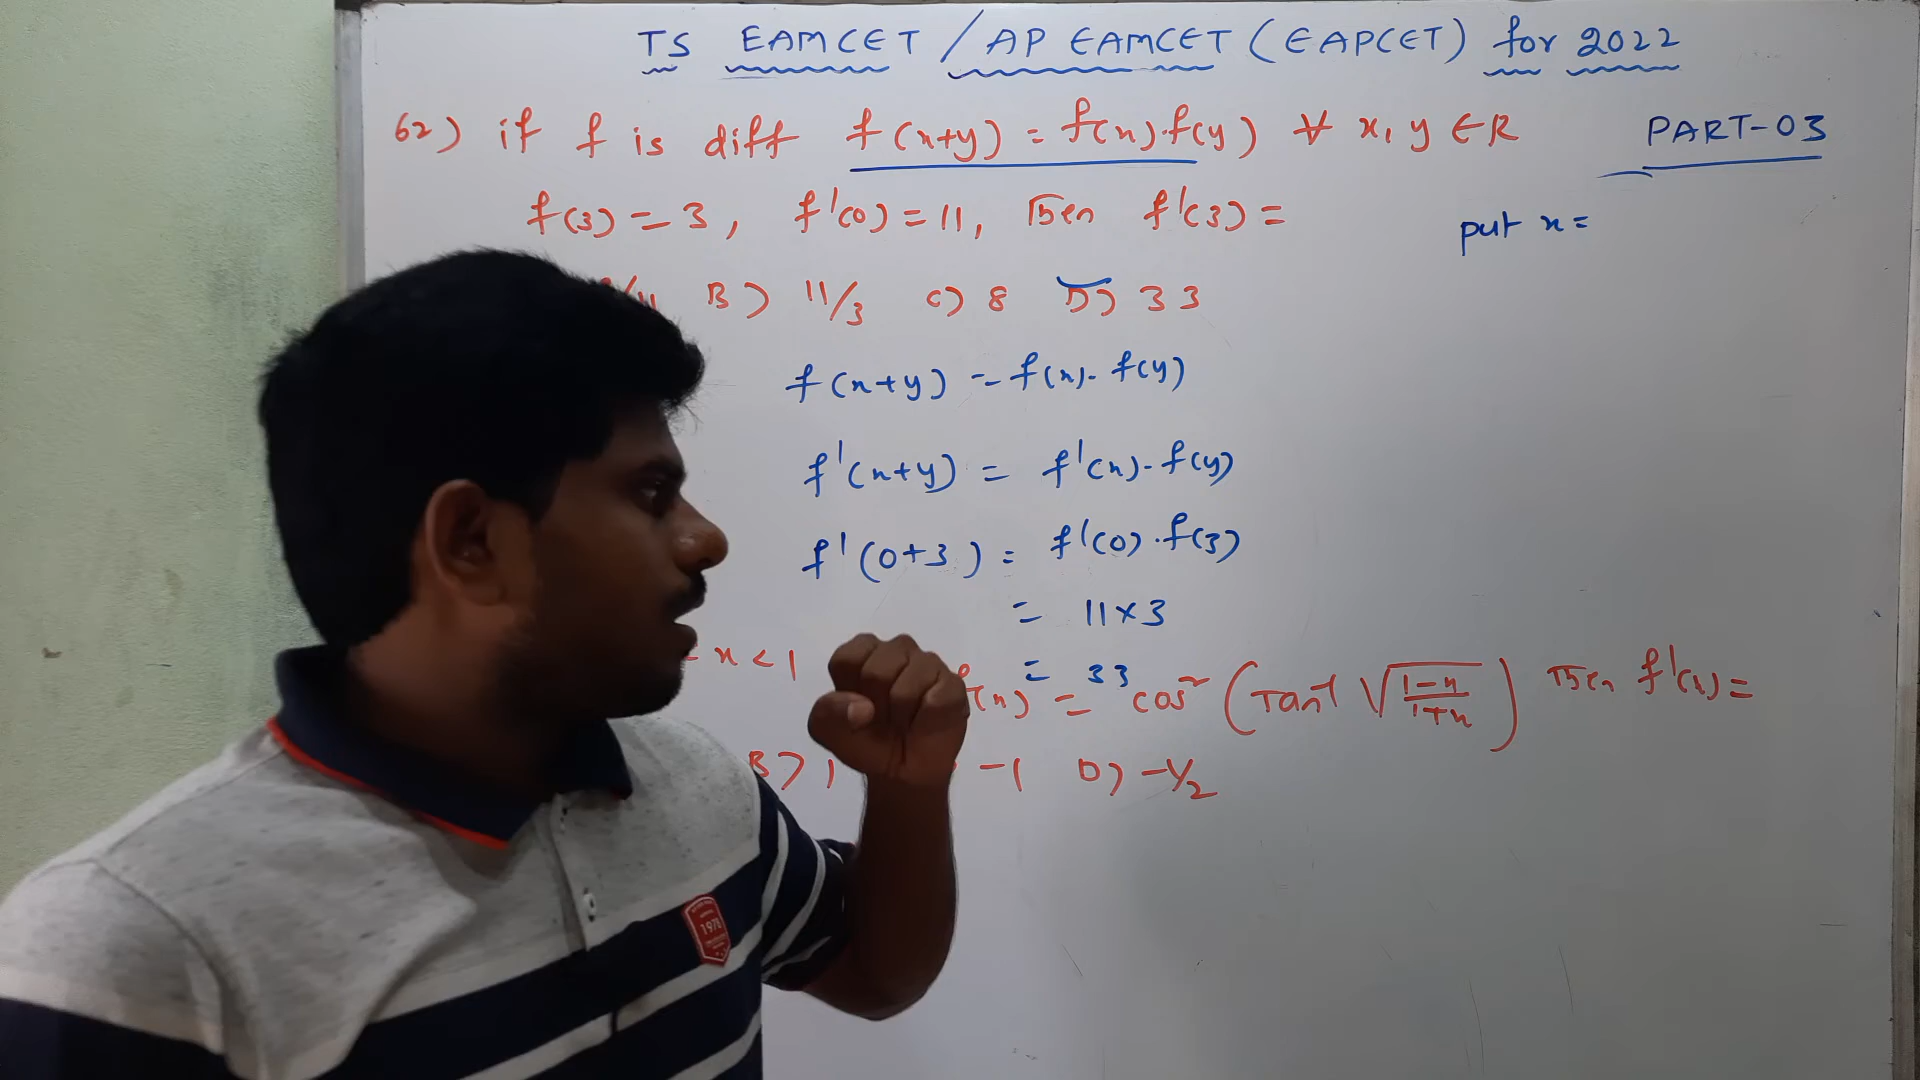 TS EAMCET / AP EAMCET (EAPCET) for 2022
PART-03
62) if f is diff f(x+y) = f(x).f(y) ∀ x, y ∈ R
f(3) = 3, f'(0) = 11, Then f'(3) =
B) 11/3 C) 8 D) 33
put x =
f(x+y) = f(x). f(y)
f'(x+y) = f'(x). f(y)
f'(0+3) = f'(0).f(3)
= 11×3
= 33
x < 1 f(x) = cos² (Tan⁻¹ √((1-x)/(1+x))) Then f'(x) =
B) 1 -1 D) -1/2
1978